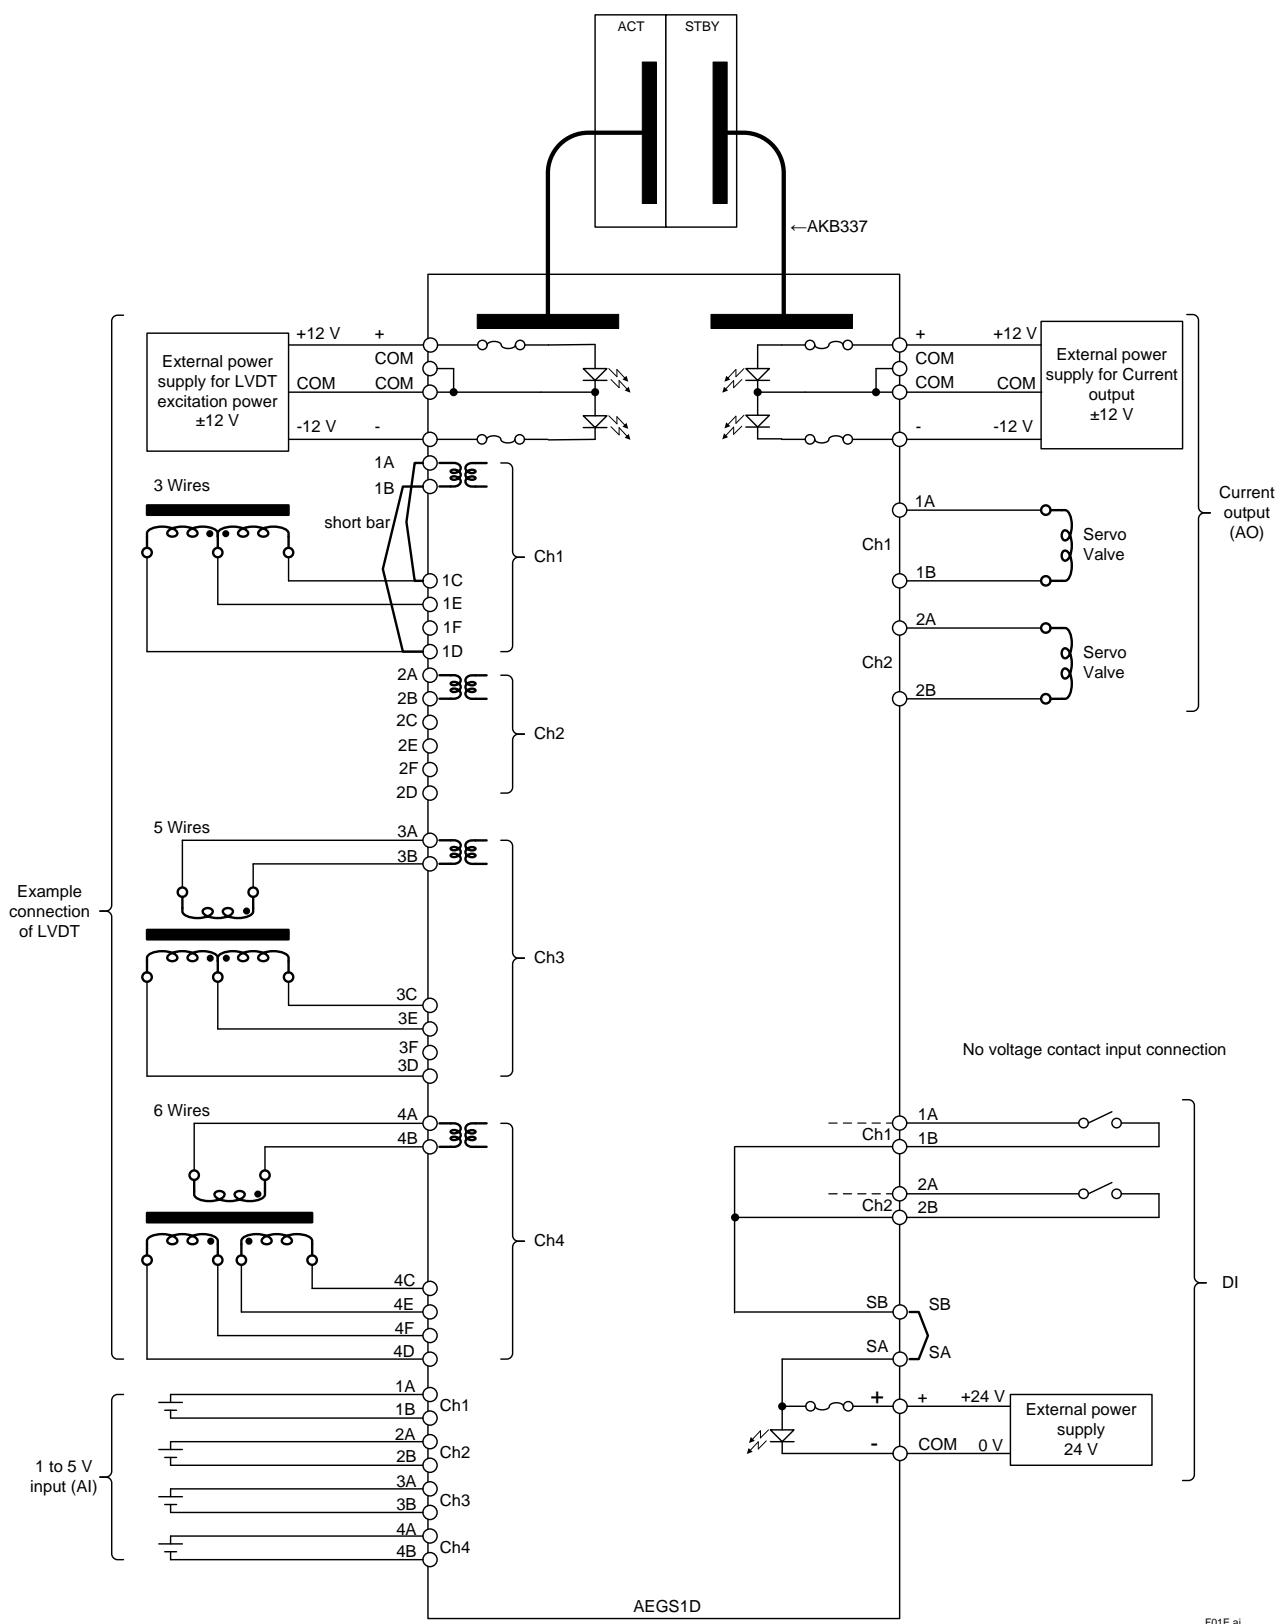 ACT
STBY
←AKB337
External power
supply for LVDT
excitation power
±12 V
+12 V
+
COM
COM
COM
-12 V
-
+
+12 V
COM
COM
COM
-
-12 V
External power
supply for Current
output
±12 V
Current
output
(AO)
3 Wires
1A
1B
short bar
1C
1E
1F
1D
Ch1
1A
Ch1
1B
Servo
Valve
2A
Ch2
2B
Servo
Valve
2A
2B
2C
2E
2F
2D
Ch2
Example
connection
of LVDT
5 Wires
3A
3B
3C
3E
3F
3D
Ch3
6 Wires
4A
4B
4C
4E
4F
4D
Ch4
No voltage contact input connection
1A
Ch1
1B
2A
Ch2
2B
SB
SB
SA
SA
DI
+
+
+24 V
-
COM
0 V
External power
supply
24 V
1 to 5 V
input (AI)
1A
1B
Ch1
2A
2B
Ch2
3A
3B
Ch3
4A
4B
Ch4
AEGS1D
F01E.ai